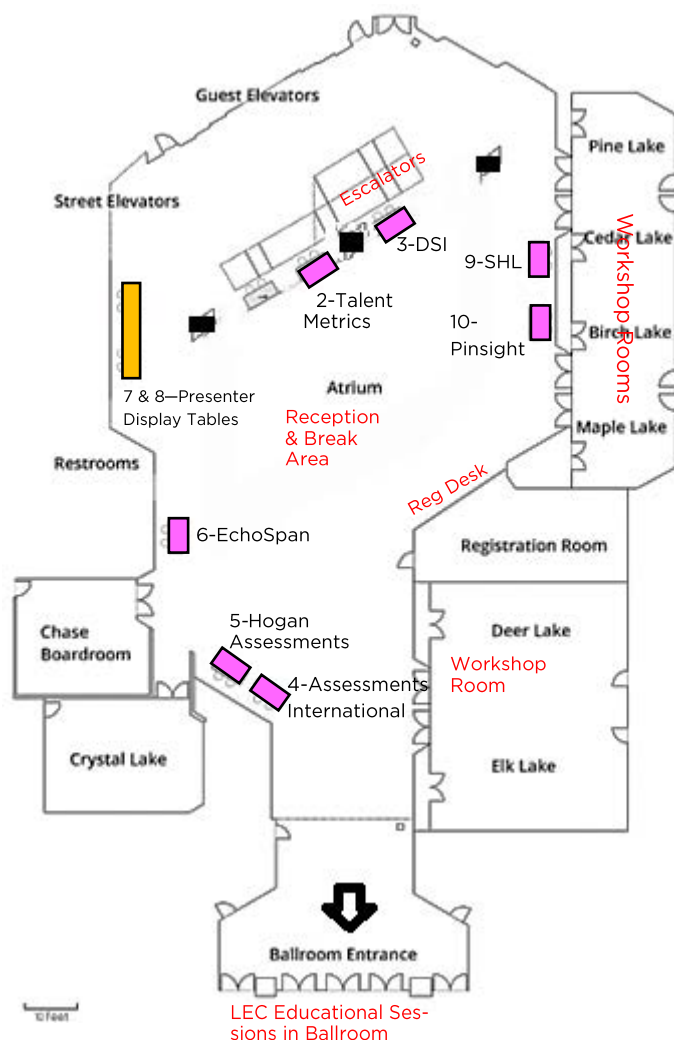 Guest Elevators
Pine Lake
Escalators
Street Elevators
Cedar Lake
3-DSI
9-SHL
Workshop Rooms
2-Talent
Metrics
10-
Pinsight
Birch Lake
7 & 8—Presenter
Display Tables
Atrium
Reception
& Break
Area
Maple Lake
Restrooms
Reg Desk
6-EchoSpan
Registration Room
5-Hogan
Assessments
Chase
Boardroom
Deer Lake
Workshop
Room
4-Assessments
International
Crystal Lake
Elk Lake
Ballroom Entrance
LEC Educational Ses-
sions in Ballroom
10 Feet